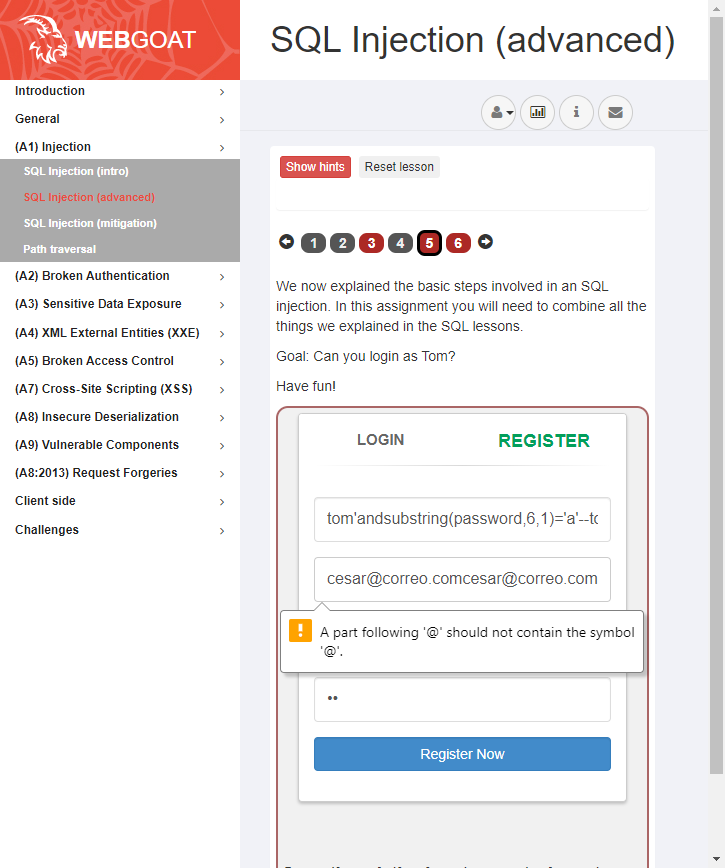 WEBGOAT
SQL Injection (advanced)
Introduction
General
(A1) Injection
SQL Injection (intro)
SQL Injection (advanced)
SQL Injection (mitigation)
Path traversal
(A2) Broken Authentication
(A3) Sensitive Data Exposure
(A4) XML External Entities (XXE)
(A5) Broken Access Control
(A7) Cross-Site Scripting (XSS)
(A8) Insecure Deserialization
(A9) Vulnerable Components
(A8:2013) Request Forgeries
Client side
Challenges
Show hints Reset lesson
1 2 3 4 5 6
We now explained the basic steps involved in an SQL
injection. In this assignment you will need to combine all the
things we explained in the SQL lessons.
Goal: Can you login as Tom?
Have fun!
LOGIN REGISTER
tom'andsubstring(password,6,1)='a'--to
cesar@correo.comcesar@correo.com
A part following '@' should not contain the symbol
'@'.
Register Now